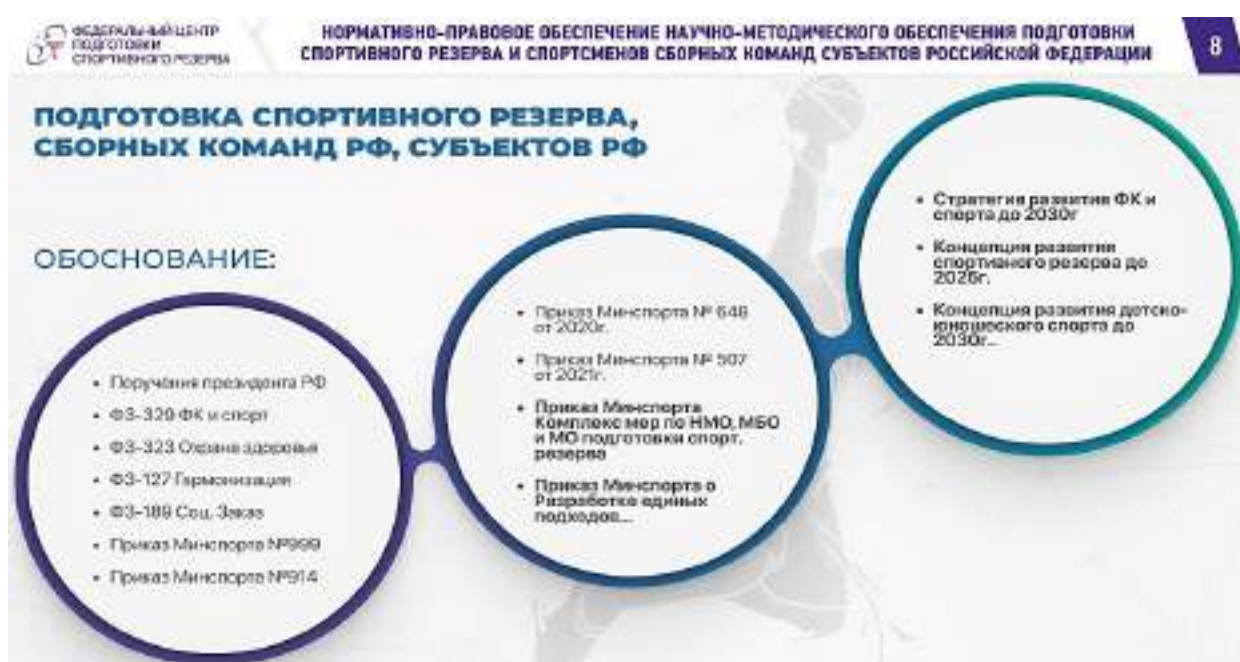 ФЕДЕРАЛЬНЫЙ ЦЕНТР
ПОДГОТОВКИ
СПОРТИВНОГО РЕЗЕРВА
НОРМАТИВНО-ПРАВОВОЕ ОБЕСПЕЧЕНИЕ НАУЧНО-МЕТОДИЧЕСКОГО ОБЕСПЕЧЕНИЯ ПОДГОТОВКИ
СПОРТИВНОГО РЕЗЕРВА И СПОРТСМЕНОВ СБОРНЫХ КОМАНД СУБЪЕКТОВ РОССИЙСКОЙ ФЕДЕРАЦИИ
8
ПОДГОТОВКА СПОРТИВНОГО РЕЗЕРВА,
СБОРНЫХ КОМАНД РФ, СУБЪЕКТОВ РФ
ОБОСНОВАНИЕ:
• Поручения президента РФ
• ФЗ-329 ФК и спорт
• ФЗ-323 Охрана здоровья
• ФЗ-127 Гармонизация
• ФЗ-189 Соц. Заказ
• Приказ Минспорта №999
• Приказ Минспорта №914
• Приказ Минспорта № 648
от 2020г.
• Приказ Минспорта № 507
от 2021г.
• Приказ Минспорта
Комплекс мер по НМО, МБО
и МО подготовки спорт.
резерва
• Приказ Минспорта о
Разработке единых
подходов...
• Стратегия развития ФК и
спорта до 2030г
• Концепция развития
спортивного резерва до
• Концепция развития детско-
юношеского спорта до
2030г...